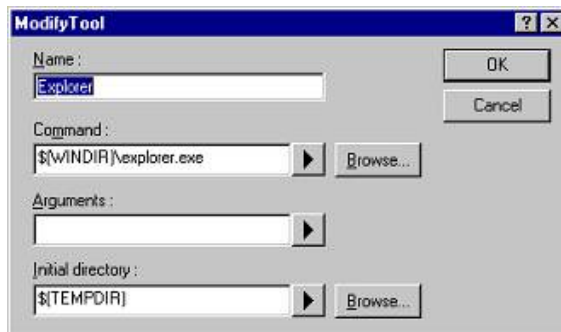 ModifyTool
Name :
Explorer
OK
Cancel
Command :
$(WINDIR)\explorer.exe
Browse...
Arguments :
Initial directory :
$(TEMPDIR)
Browse...